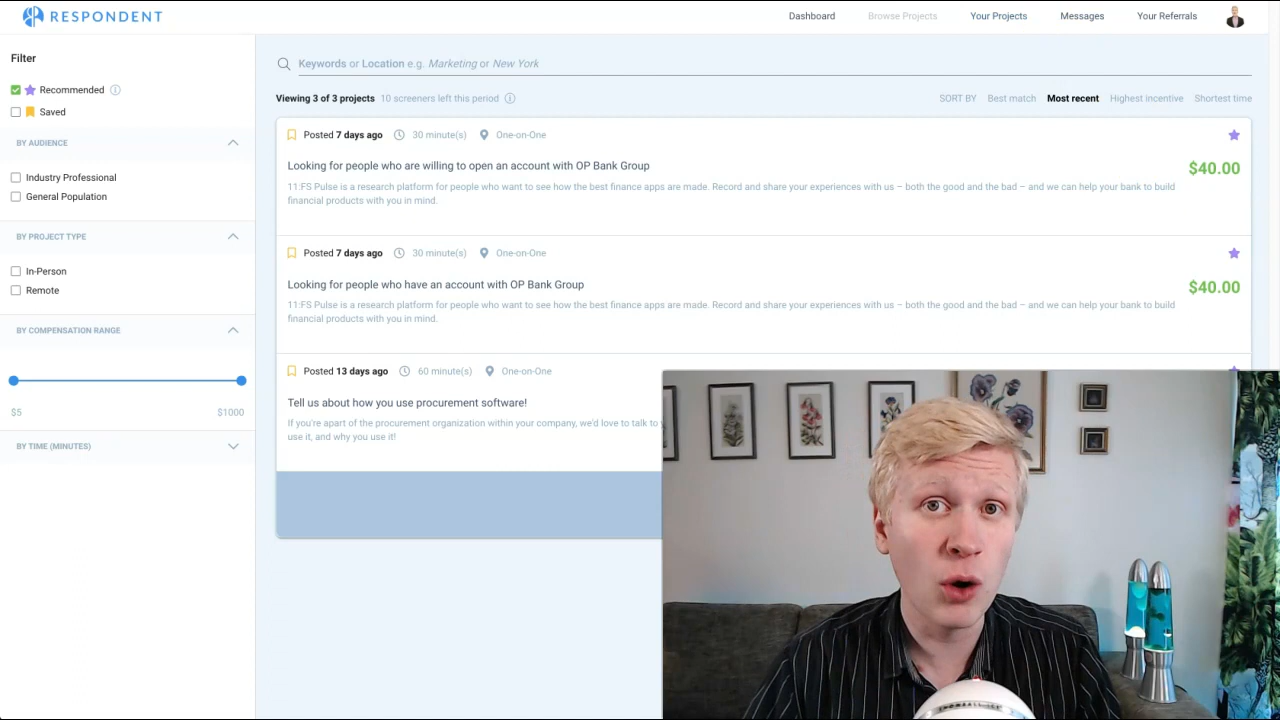 RESPONDENT
Dashboard Browse Projects Your Projects Messages Your Referrals
Filter
Recommended
Saved
BY AUDIENCE
Industry Professional
General Population
BY PROJECT TYPE
In-Person
Remote
BY COMPENSATION RANGE
$5 $1000
BY TIME (MINUTES)
Keywords or Location e.g. Marketing or New York
Viewing 3 of 3 projects 10 screeners left this period
SORT BY Best match Most recent Highest incentive Shortest time
Posted 7 days ago 30 minute(s) One-on-One
Looking for people who are willing to open an account with OP Bank Group
$40.00
11:FS Pulse is a research platform for people who want to see how the best finance apps are made. Record and share your experiences with us – both the good and the bad – and we can help your bank to build
financial products with you in mind.
Posted 7 days ago 30 minute(s) One-on-One
Looking for people who have an account with OP Bank Group
$40.00
11:FS Pulse is a research platform for people who want to see how the best finance apps are made. Record and share your experiences with us – both the good and the bad – and we can help your bank to build
financial products with you in mind.
Posted 13 days ago 60 minute(s) One-on-One
Tell us about how you use procurement software!
If you're apart of the procurement organization within your company, we'd love to talk to
use it, and why you use it!